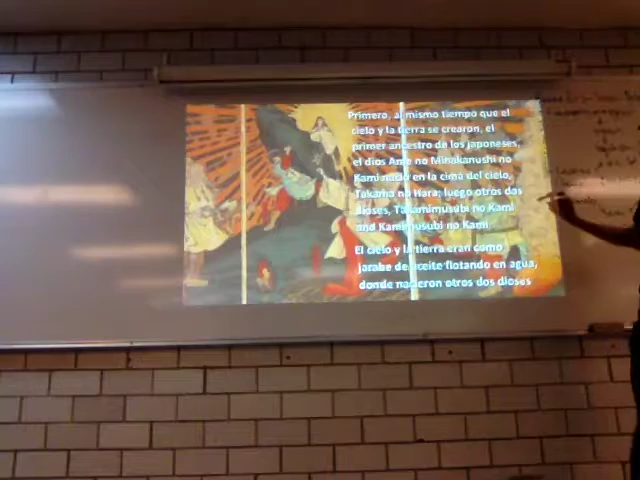 Primero, al mismo tiempo que el
cielo y la tierra se crearon, el
primer ancestro de los japoneses,
el dios Ame no Minakanushi no
Kami nació en la cima del cielo,
Takama no Hara; luego otros dos
dioses, Takamimusubi no Kami
and Kamimusubi no Kami
El cielo y la tierra eran como
jarabe de aceite flotando en agua,
donde nacieron otros dos dioses